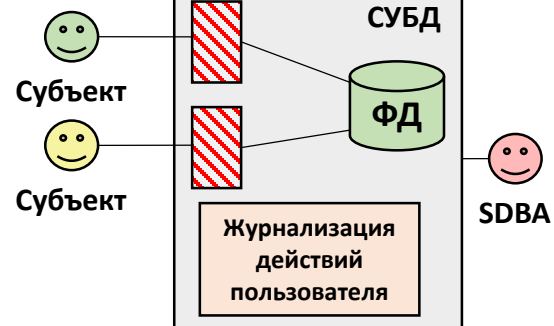 СУБД
Субъект
ФД
Субъект
SDBA
Журнализация
действий
пользователя